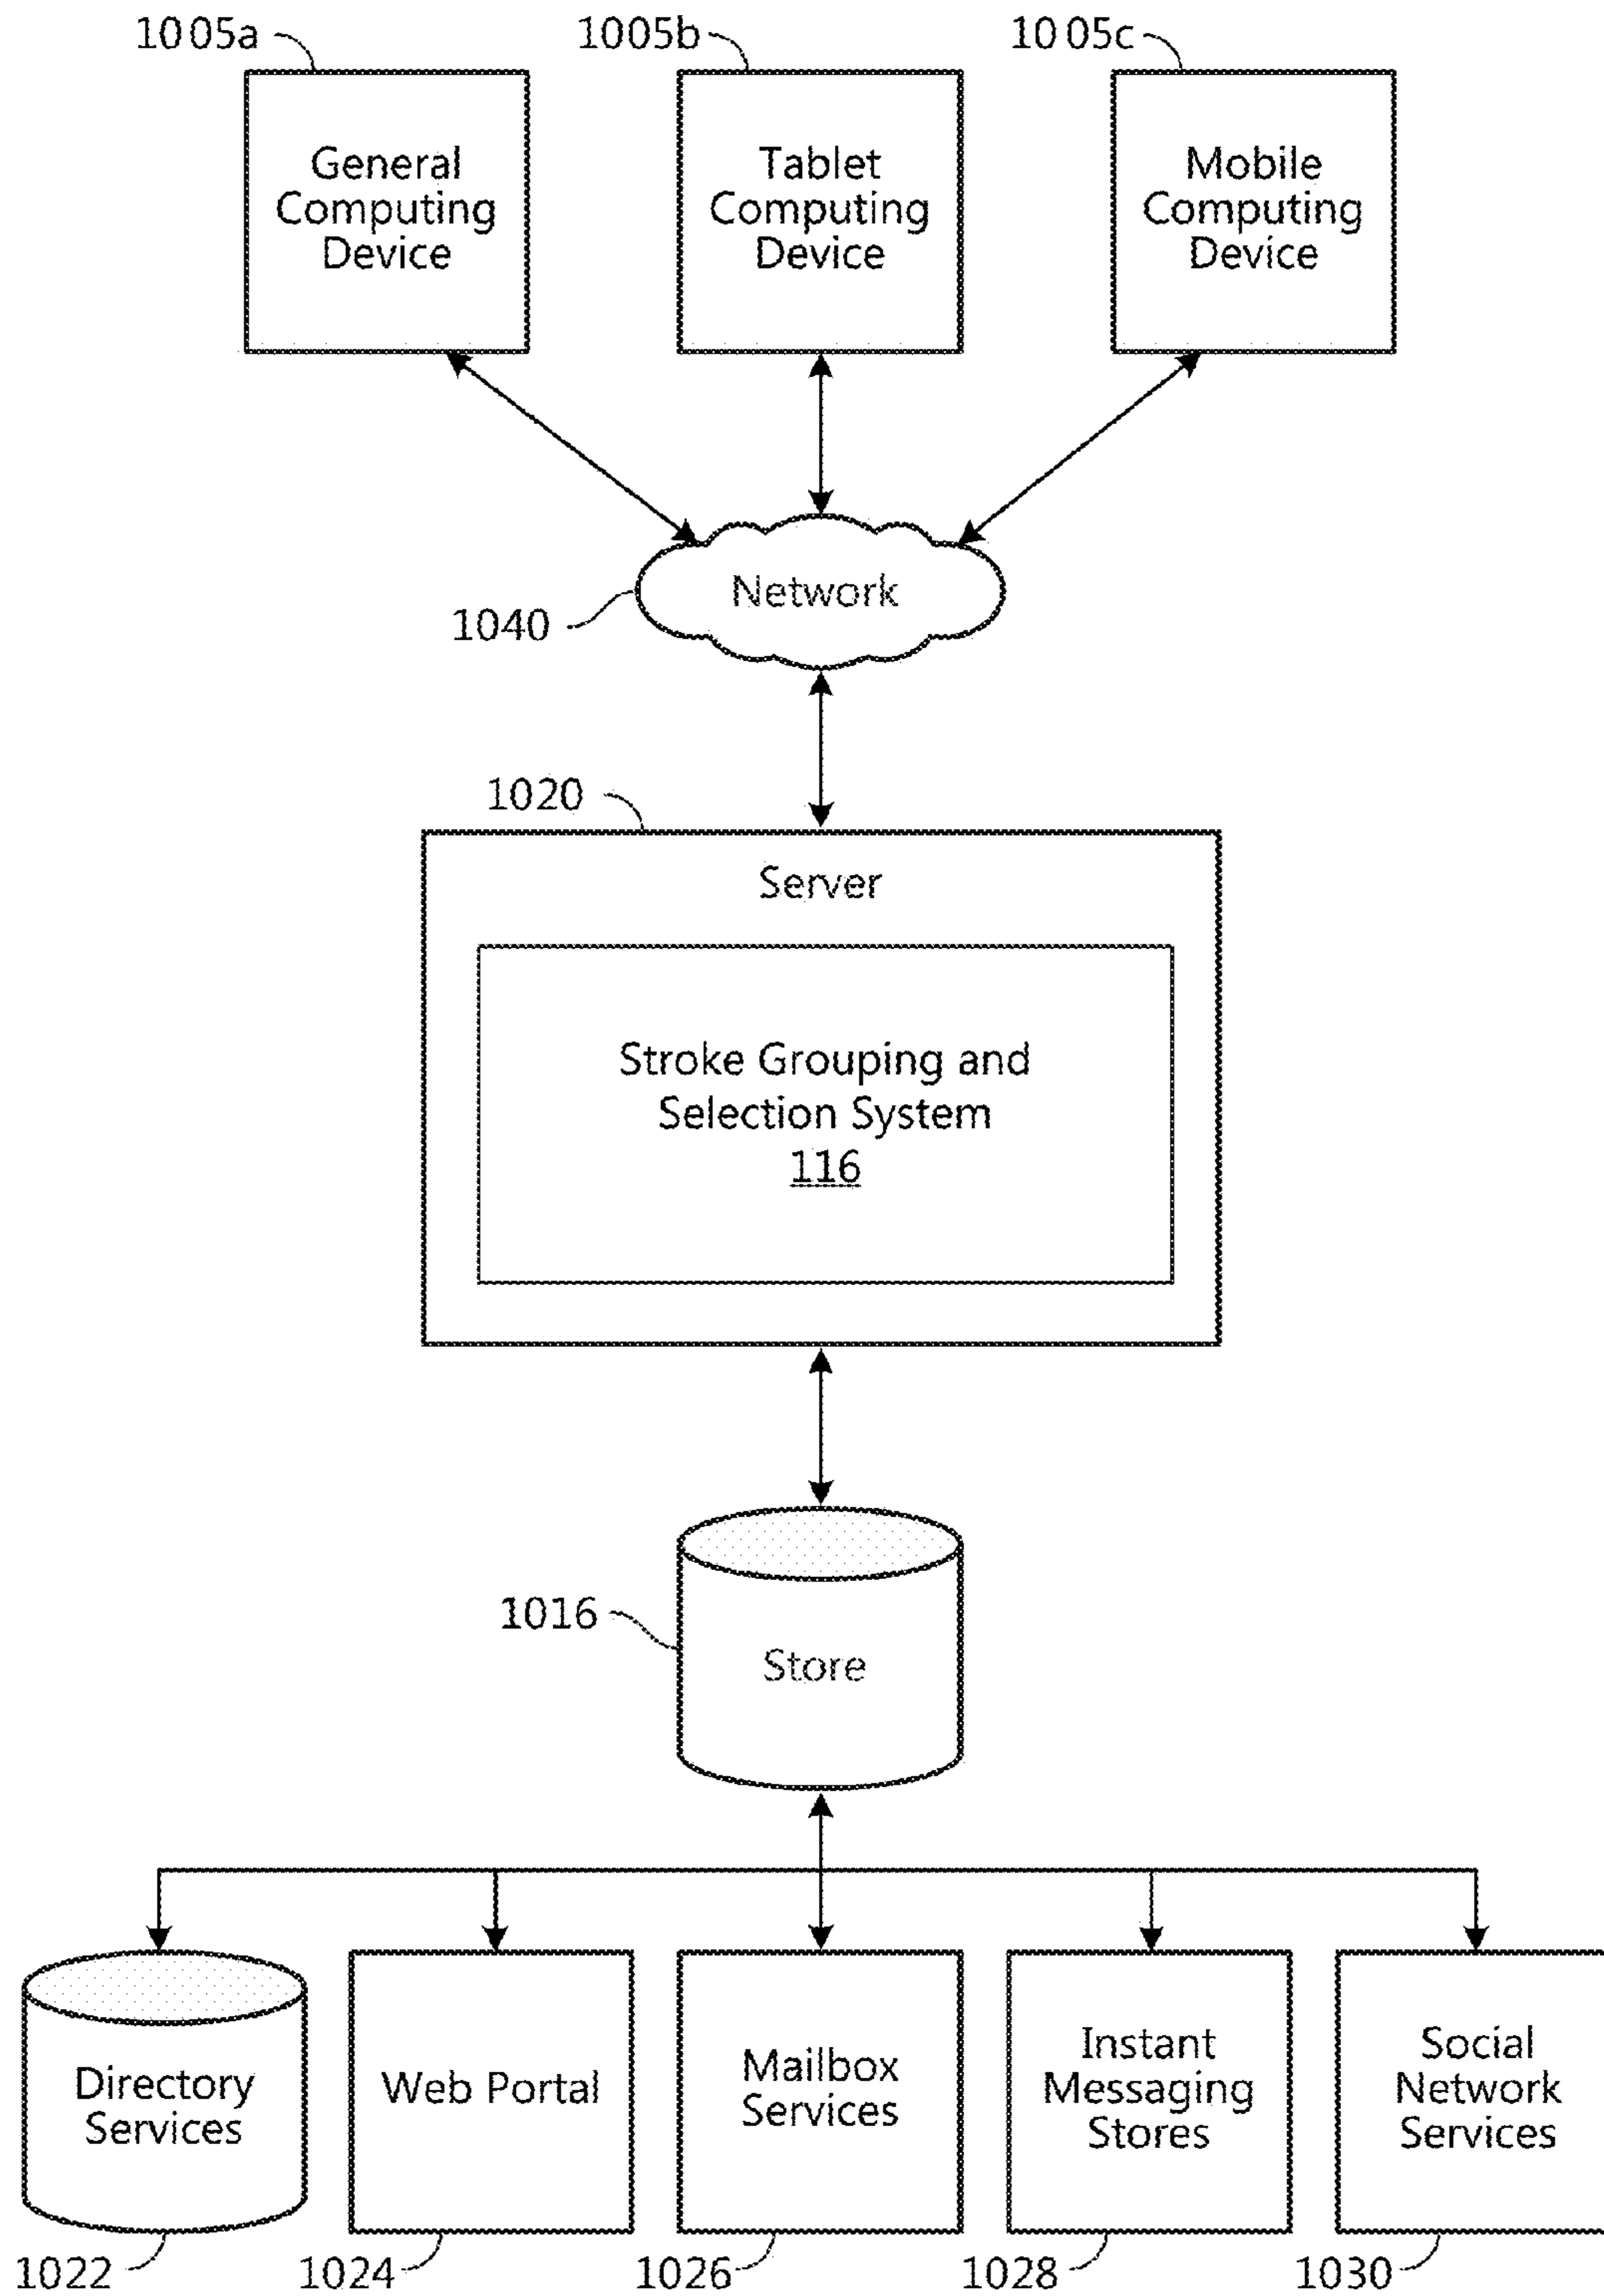 1005a
1005b
1005c
General
Computing
Device
Tablet
Computing
Device
Mobile
Computing
Device
Network
1040
1020
Server
Stroke Grouping and
Selection System
116
1016
Store
Directory
Services
Web Portal
Mailbox
Services
Instant
Messaging
Stores
Social
Network
Services
1022
1024
1026
1028
1030